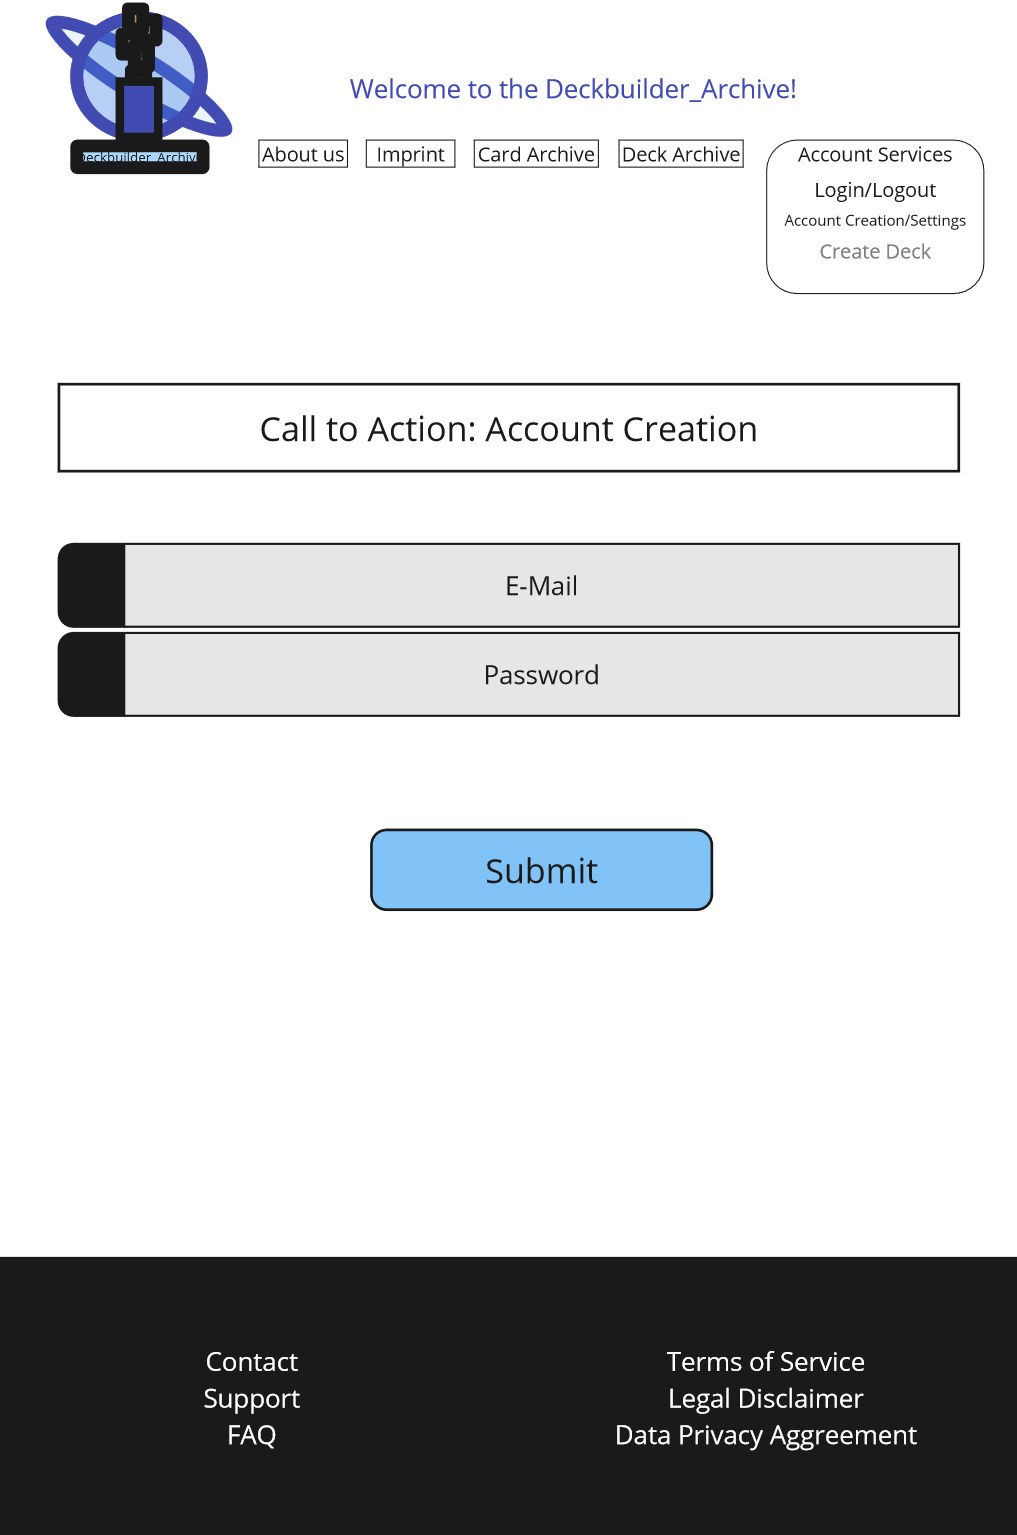 Welcome to the Deckbuilder_Archive!
Deckbuilder_Archiv
About us
Imprint
Card Archive
Deck Archive
Account Services
Login/Logout
Account Creation/Settings
Create Deck
Call to Action: Account Creation
E-Mail
Password
Submit
Contact
Support
FAQ
Terms of Service
Legal Disclaimer
Data Privacy Aggreement